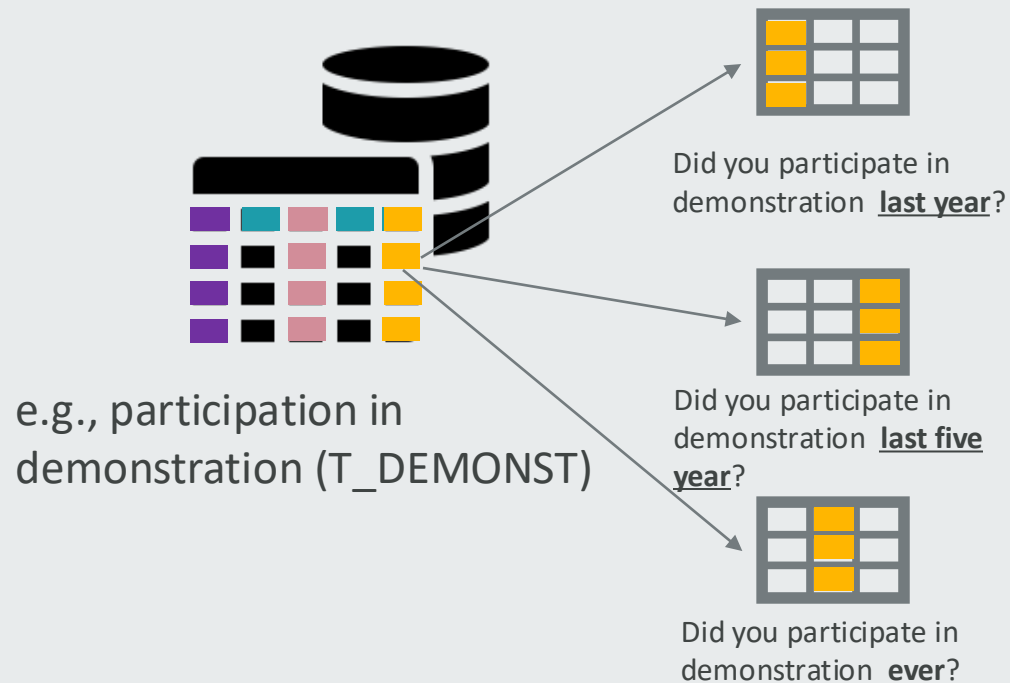 Did you participate in
demonstration last year?
e.g., participation in
demonstration (T_DEMONST)
Did you participate in
demonstration last five
year?
Did you participate in
demonstration ever?